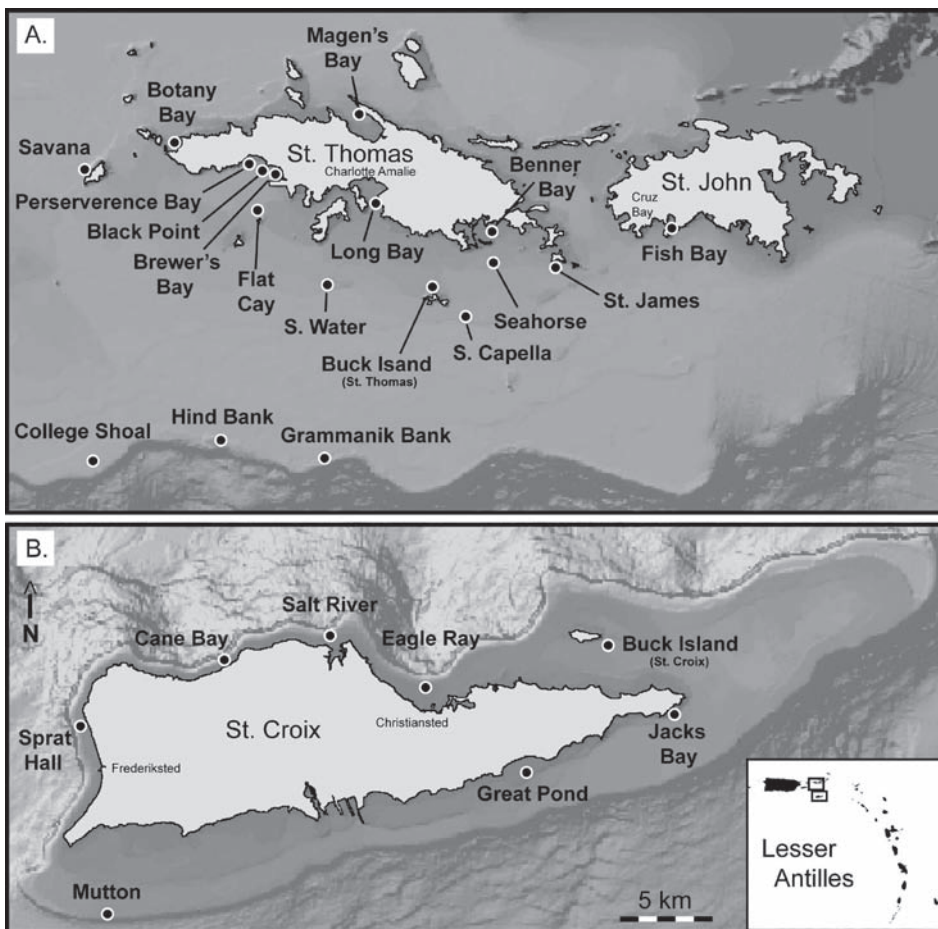 A.
Magen's
Bay
Botany
Bay
Savana
St. Thomas
Charlotte Amalie
Benner
Bay
St. John
Cruz
Bay
Perserverence Bay
Black Point
Brewer's
Bay
Flat
Cay
Long Bay
Fish Bay
S. Water
Buck Isand
(St. Thomas)
S. Capella
Seahorse
St. James
College Shoal
Hind Bank
Grammanik Bank
B.
N
Cane Bay
Salt River
Eagle Ray
Buck Island
(St. Croix)
Sprat
Hall
St. Croix
Christiansted
Frederiksted
Jacks
Bay
Great Pond
Mutton
5 km
Lesser
Antilles